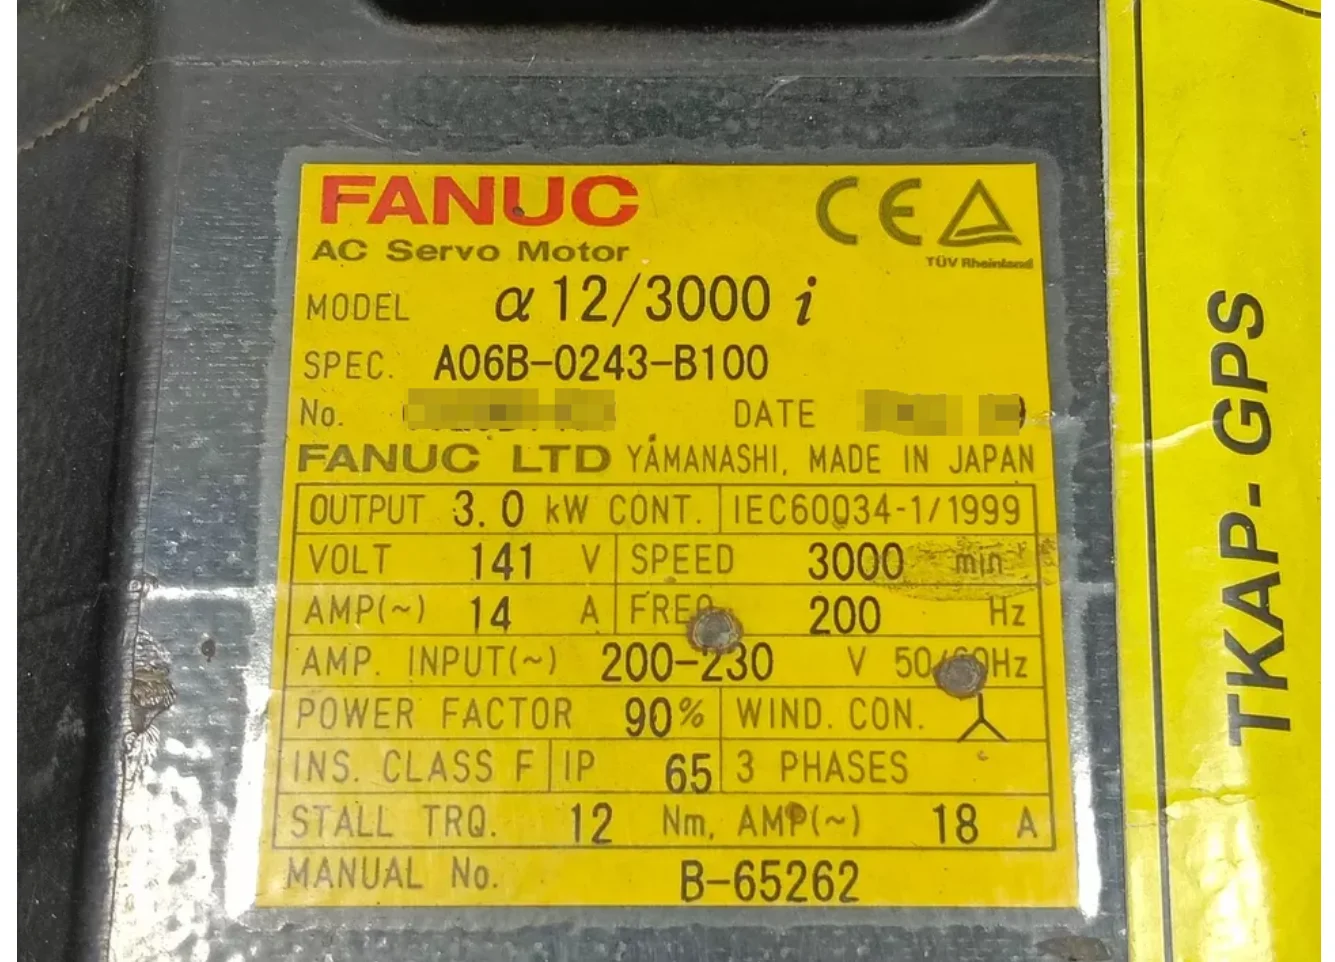 FANUC
CE
TÜV Rheinland
AC Servo Motor
MODEL α 12/3000 i
SPEC. A06B-0243-B100
No. DATE
FANUC LTD YAMANASHI, MADE IN JAPAN
OUTPUT 3.0 kW CONT. IEC60034-1/1999
VOLT 141 V SPEED 3000 min
AMP(~) 14 A FREQ 200 Hz
AMP. INPUT(~) 200-230 V 50/60Hz
POWER FACTOR 90% WIND. CON.
INS. CLASS F IP 65 3 PHASES
STALL TRQ. 12 Nm, AMP(~) 18 A
MANUAL No. B-65262
TKAP-GPS